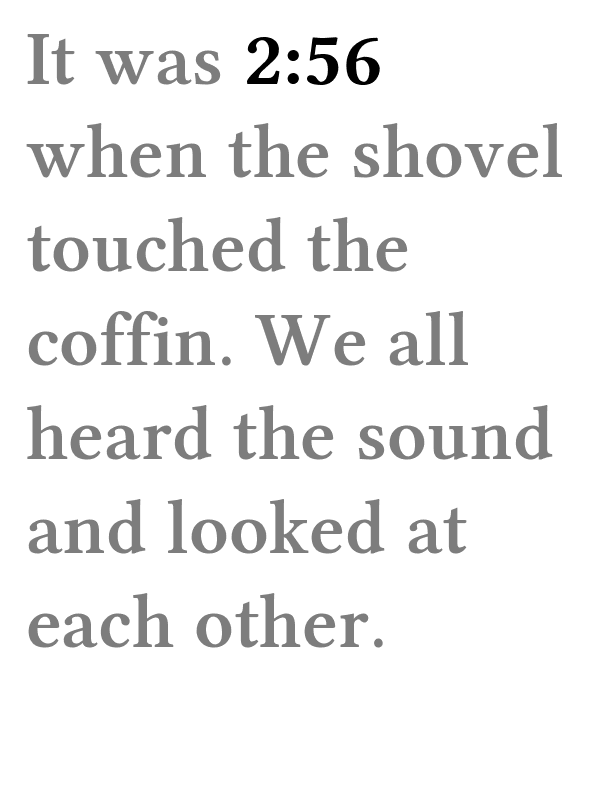 It was 2:56
when the shovel
touched the
coffin. We all
heard the sound
and looked at
each other.